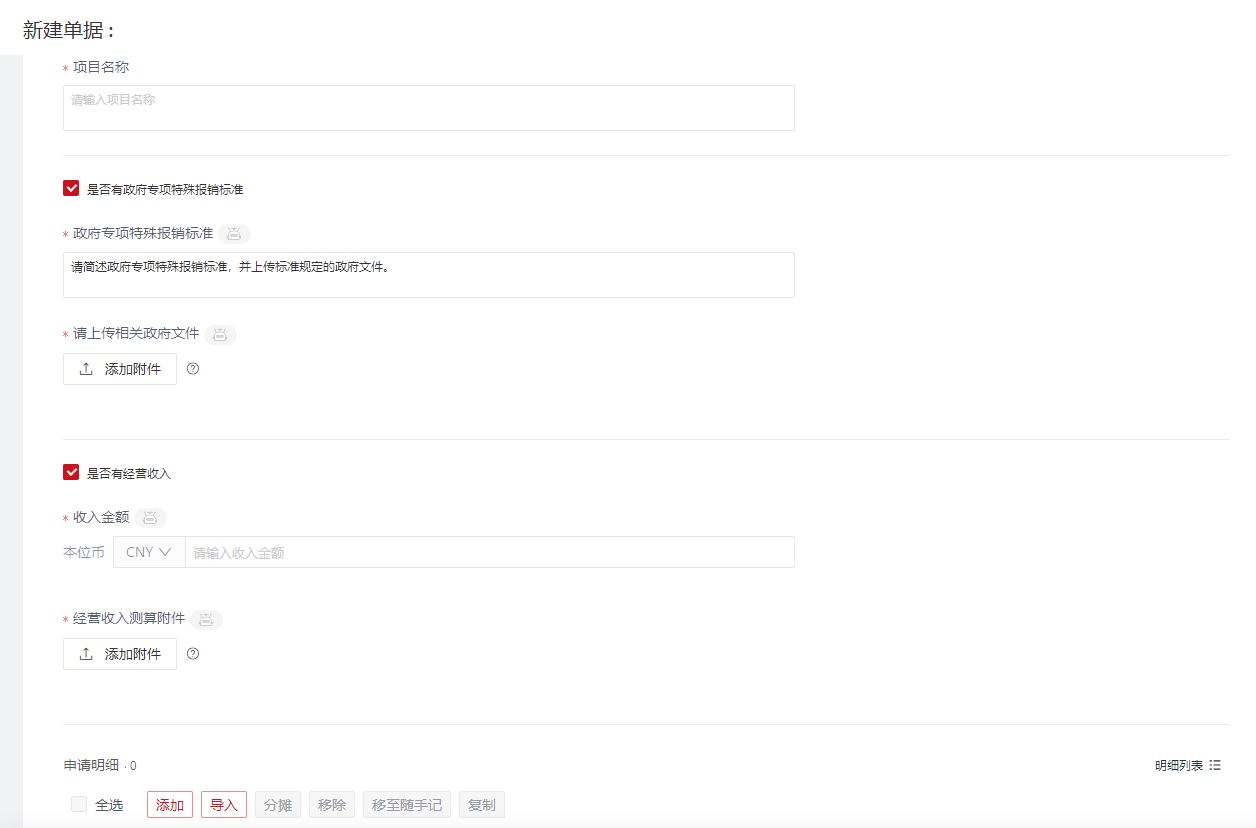 新建单据：
* 项目名称
请输入项目名称
是否有政府专项特殊报销标准
* 政府专项特殊报销标准
请简述政府专项特殊报销标准，并上传标准规定的政府文件。
* 请上传相关政府文件
添加附件
是否有经营收入
* 收入金额
本位币 CNY 请输入收入金额
* 经营收入测算附件
添加附件
申请明细 · 0 明细列表
全选 添加 导入 分摊 移除 移至随手记 复制